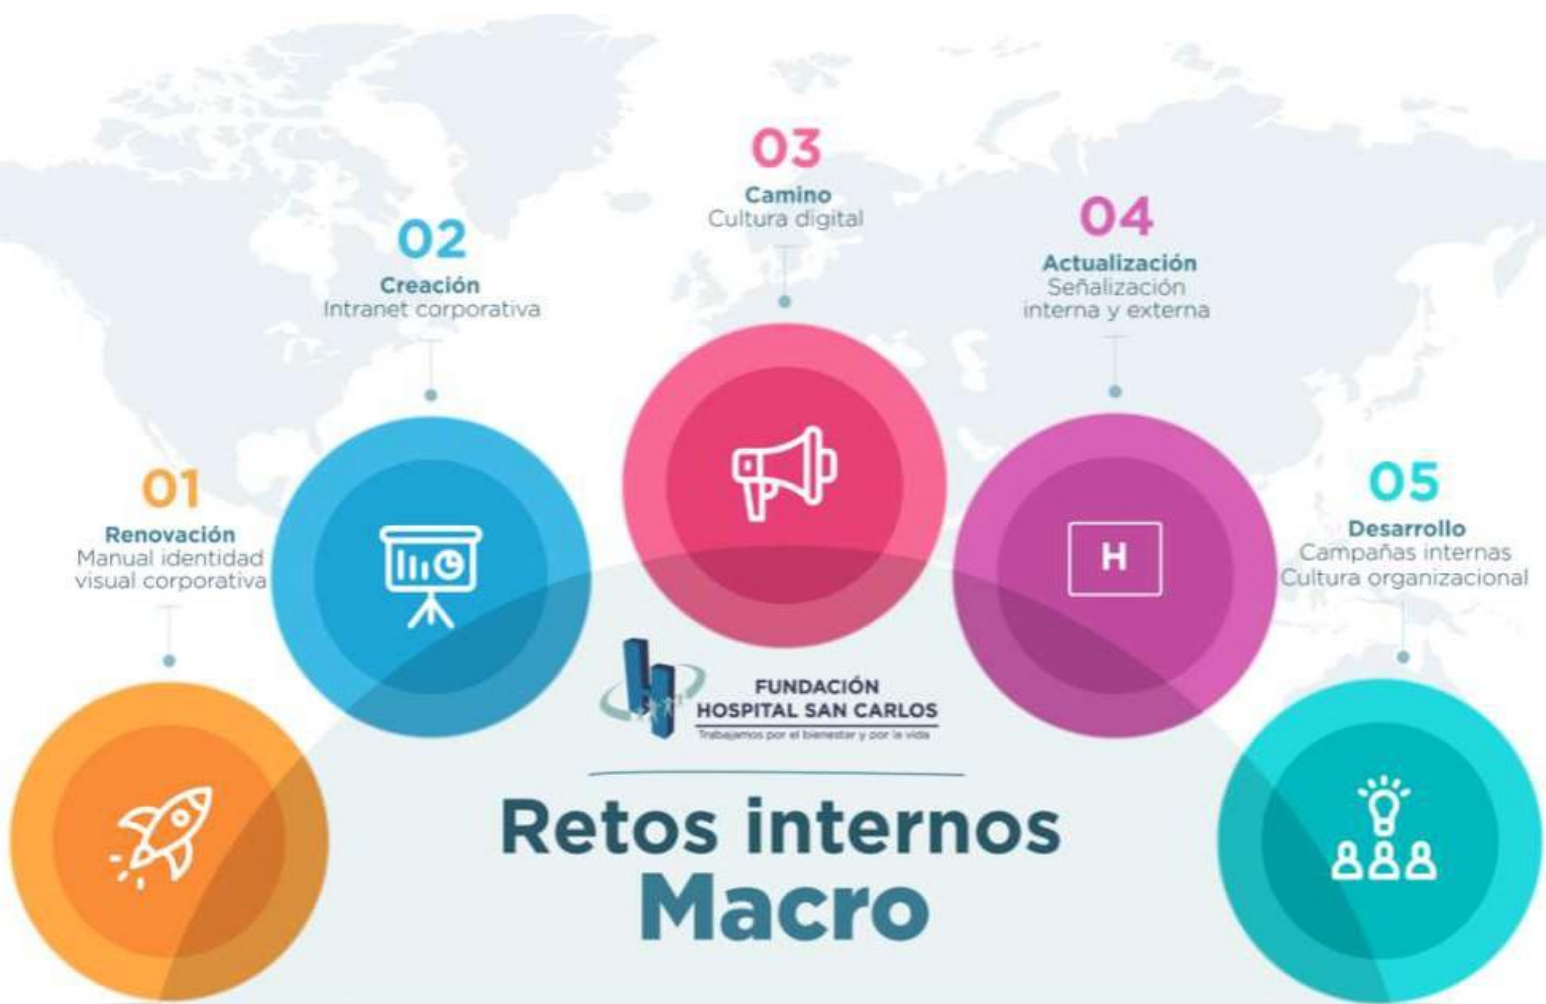 01
Renovación
Manual identidad
visual corporativa
02
Creación
Intranet corporativa
03
Camino
Cultura digital
04
Actualización
Señalización
interna y externa
05
Desarrollo
Campañas internas
Cultura organizacional
H
FUNDACIÓN
HOSPITAL SAN CARLOS
Trabajamos por el bienestar y por la vida
Retos internos
Macro